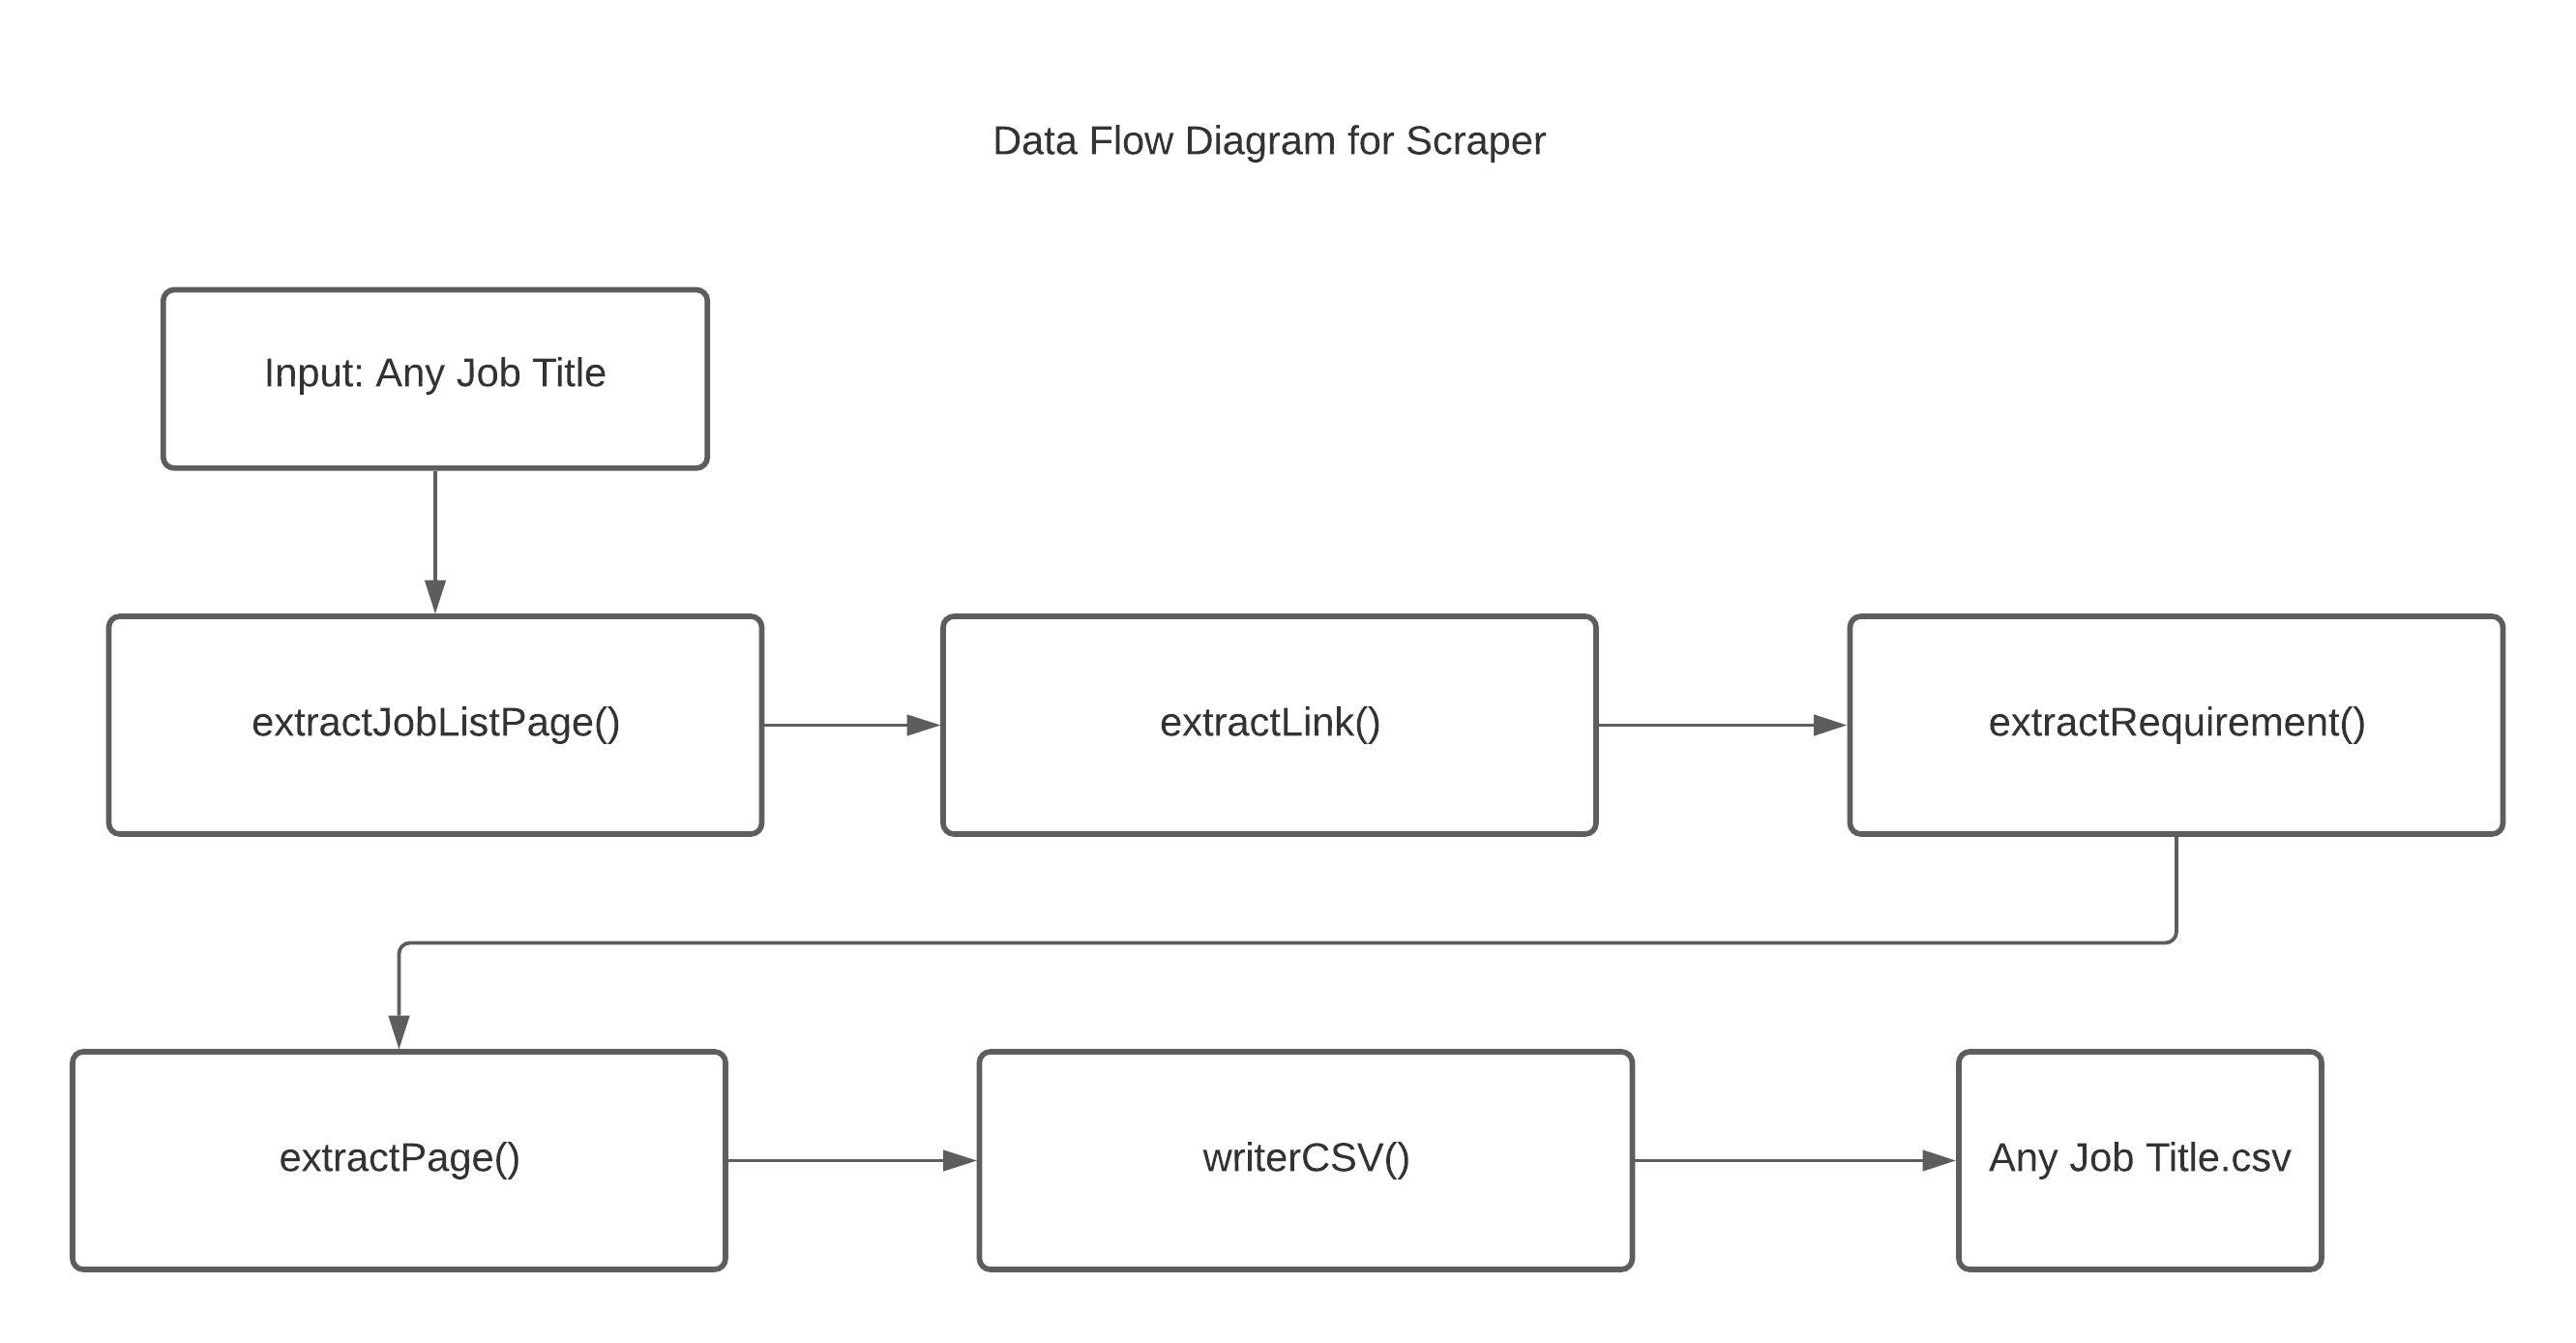 Data Flow Diagram for Scraper
Input: Any Job Title
extractJobListPage()
extractLink()
extractRequirement()
extractPage()
writerCSV()
Any Job Title.csv